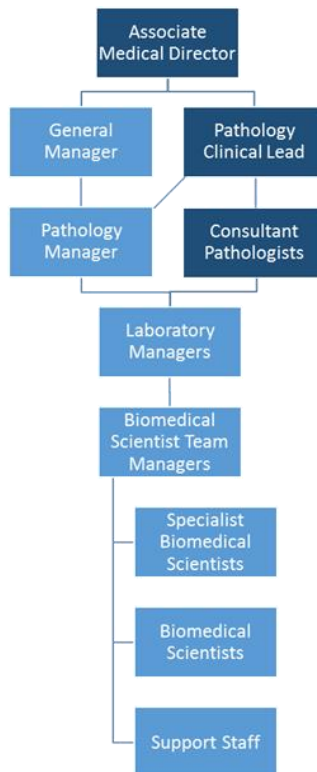 Associate
Medical Director
General
Manager
Pathology
Clinical Lead
Pathology
Manager
Consultant
Pathologists
Laboratory
Managers
Biomedical
Scientist Team
Managers
Specialist
Biomedical
Scientists
Biomedical
Scientists
Support Staff